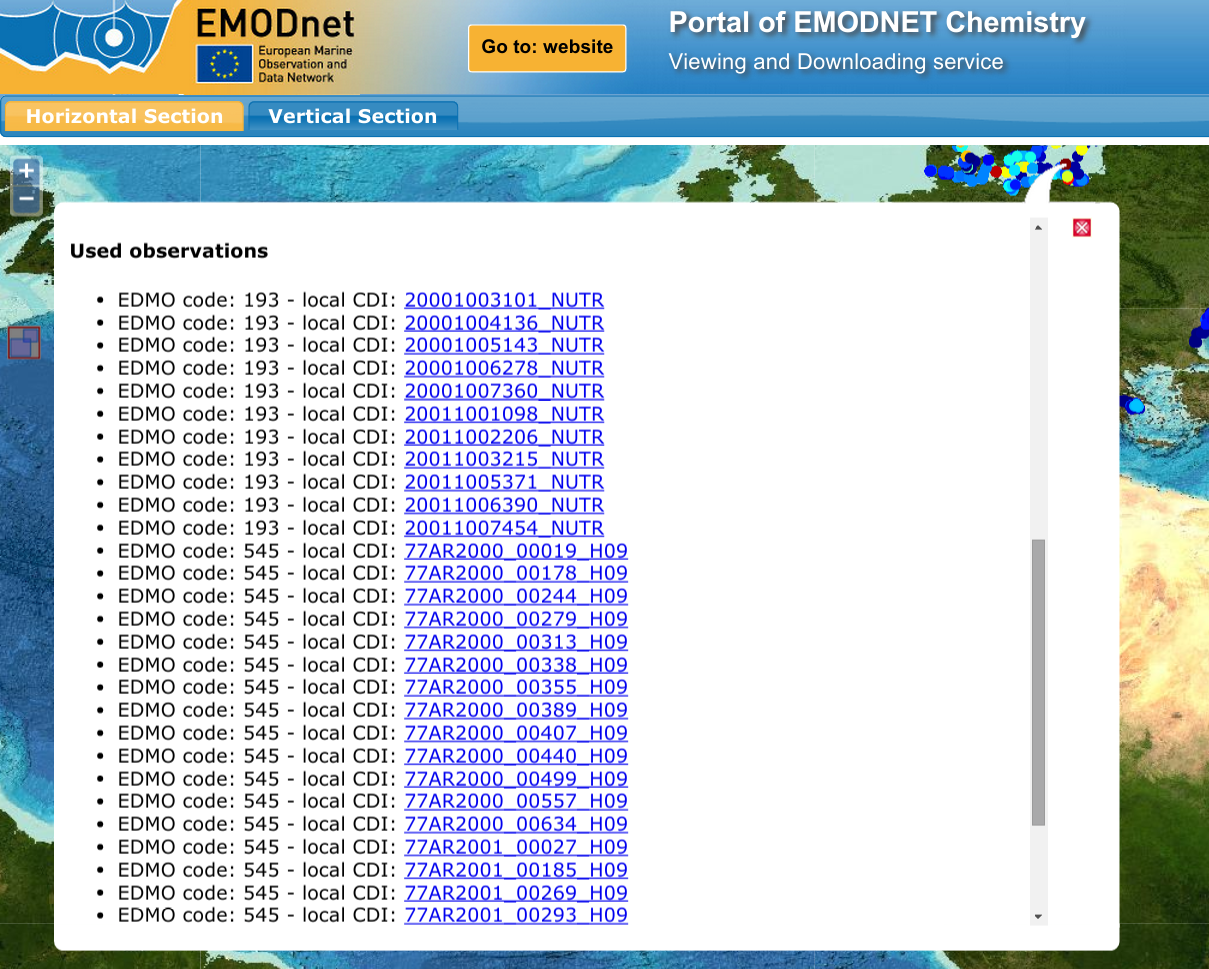 EMODnet
European Marine
Observation and
Data Network
Go to: website
Portal of EMODNET Chemistry
Viewing and Downloading service
Horizontal Section
Vertical Section
+
−
Used observations
• EDMO code: 193 - local CDI: 20001003101_NUTR
• EDMO code: 193 - local CDI: 20001004136_NUTR
• EDMO code: 193 - local CDI: 20001005143_NUTR
• EDMO code: 193 - local CDI: 20001006278_NUTR
• EDMO code: 193 - local CDI: 20001007360_NUTR
• EDMO code: 193 - local CDI: 20011001098_NUTR
• EDMO code: 193 - local CDI: 20011002206_NUTR
• EDMO code: 193 - local CDI: 20011003215_NUTR
• EDMO code: 193 - local CDI: 20011005371_NUTR
• EDMO code: 193 - local CDI: 20011006390_NUTR
• EDMO code: 193 - local CDI: 20011007454_NUTR
• EDMO code: 545 - local CDI: 77AR2000_00019_H09
• EDMO code: 545 - local CDI: 77AR2000_00178_H09
• EDMO code: 545 - local CDI: 77AR2000_00244_H09
• EDMO code: 545 - local CDI: 77AR2000_00279_H09
• EDMO code: 545 - local CDI: 77AR2000_00313_H09
• EDMO code: 545 - local CDI: 77AR2000_00338_H09
• EDMO code: 545 - local CDI: 77AR2000_00355_H09
• EDMO code: 545 - local CDI: 77AR2000_00389_H09
• EDMO code: 545 - local CDI: 77AR2000_00407_H09
• EDMO code: 545 - local CDI: 77AR2000_00440_H09
• EDMO code: 545 - local CDI: 77AR2000_00499_H09
• EDMO code: 545 - local CDI: 77AR2000_00557_H09
• EDMO code: 545 - local CDI: 77AR2000_00634_H09
• EDMO code: 545 - local CDI: 77AR2001_00027_H09
• EDMO code: 545 - local CDI: 77AR2001_00185_H09
• EDMO code: 545 - local CDI: 77AR2001_00269_H09
• EDMO code: 545 - local CDI: 77AR2001_00293_H09